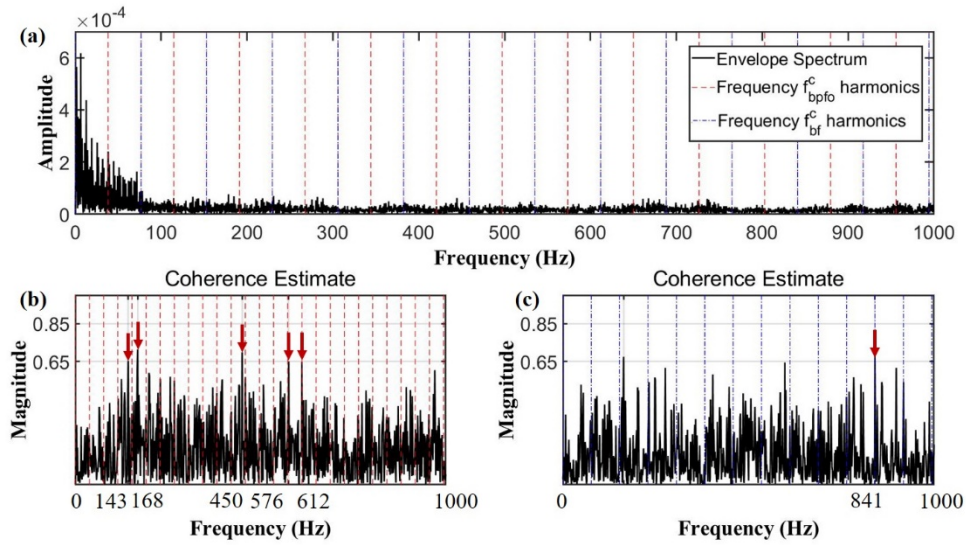 (a)
×10⁻⁴
6
4
2
0
Amplitude
Envelope Spectrum
Frequency f^c_bpfo harmonics
Frequency f^c_bf harmonics
0 100 200 300 400 500 600 700 800 900 1000
Frequency (Hz)
(b)
Coherence Estimate
0.85
0.65
Magnitude
0 143 168 450 576 612 1000
Frequency (Hz)
(c)
Coherence Estimate
0.85
0.65
Magnitude
0 841 1000
Frequency (Hz)